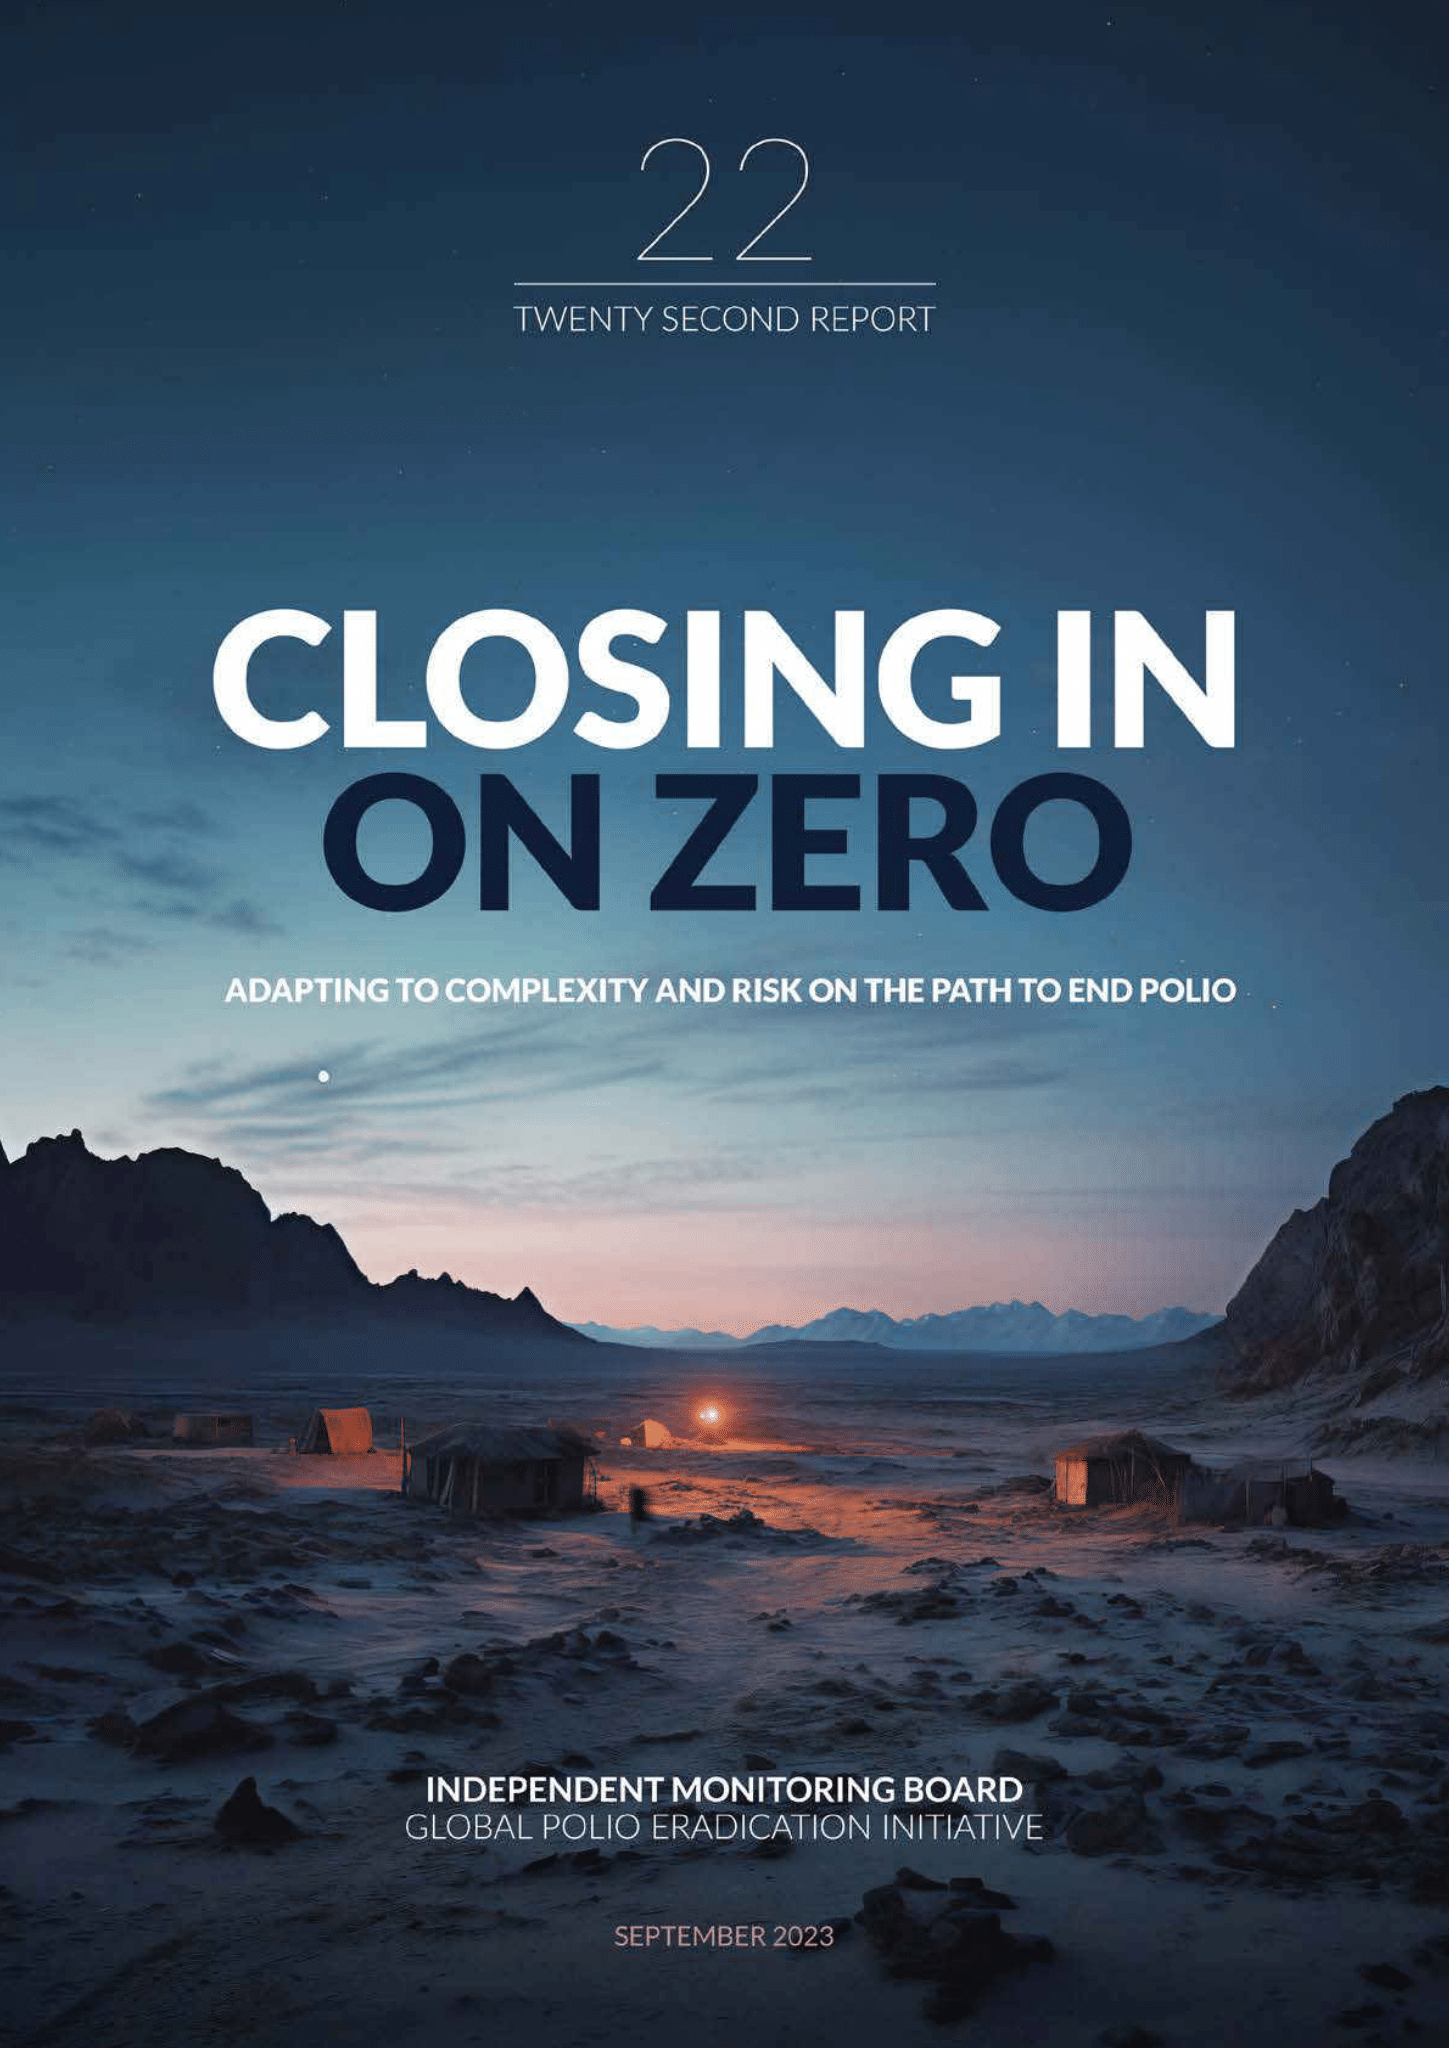 22
TWENTY SECOND REPORT
CLOSING IN
ON ZERO
ADAPTING TO COMPLEXITY AND RISK ON THE PATH TO END POLIO
INDEPENDENT MONITORING BOARD
GLOBAL POLIO ERADICATION INITIATIVE
SEPTEMBER 2023